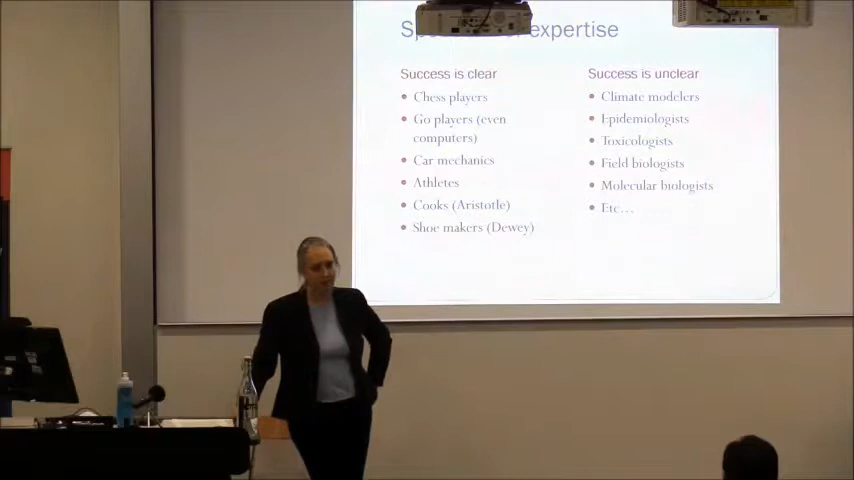 expertise
Success is clear
Chess players
Go players (even
computers)
Car mechanics
Athletes
Cooks (Aristotle)
Shoe makers (Dewey)
Success is unclear
Climate modelers
Epidemiologists
Toxicologists
Field biologists
Molecular biologists
Etc…